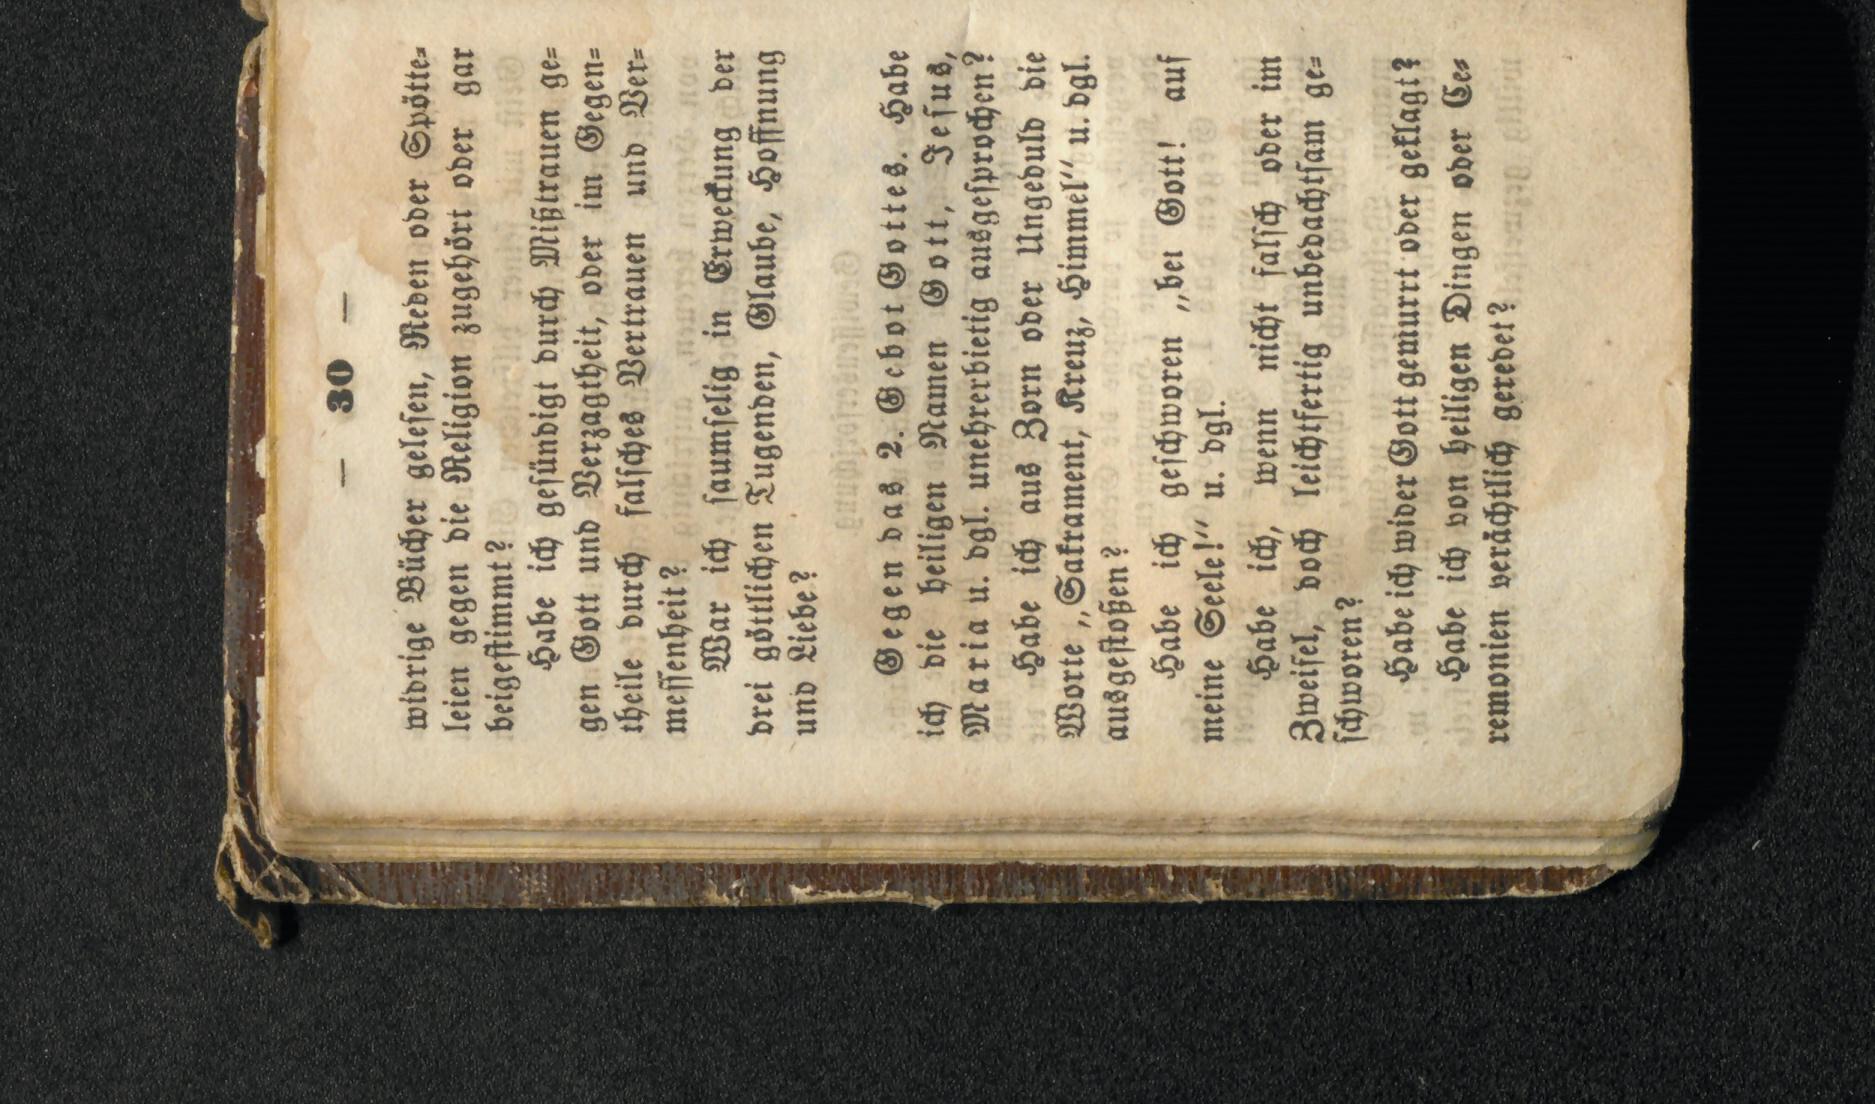 — 30 —
widrige Bücher gelesen, Reden oder Spötte=
leien gegen die Religion zugehört oder gar
beigestimmt?
Habe ich gesündigt durch Mißtrauen ge=
gen Gott und Verzagtheit, oder im Gegen=
theile durch falsches Vertrauen und Ver=
messenheit?
War ich saumselig in Erweckung der
drei göttlichen Tugenden, Glaube, Hoffnung
und Liebe?
Gegen das 2. Gebot Gottes. Habe
ich die heiligen Namen Gott, Jesus,
Maria u. dgl. unehrerbietig ausgesprochen?
Habe ich aus Zorn oder Ungeduld die
Worte „Sakrament, Kreuz, Himmel“ u. dgl.
ausgestoßen?
Habe ich geschworen „bei Gott! auf
meine Seele!“ u. dgl.
Habe ich, wenn nicht falsch oder im
Zweifel, doch leichtfertig unbedachtsam ge=
schworen?
Habe ich wider Gott gemurrt oder geklagt?
Habe ich von heiligen Dingen oder Ce=
remonien verächtlich geredet?